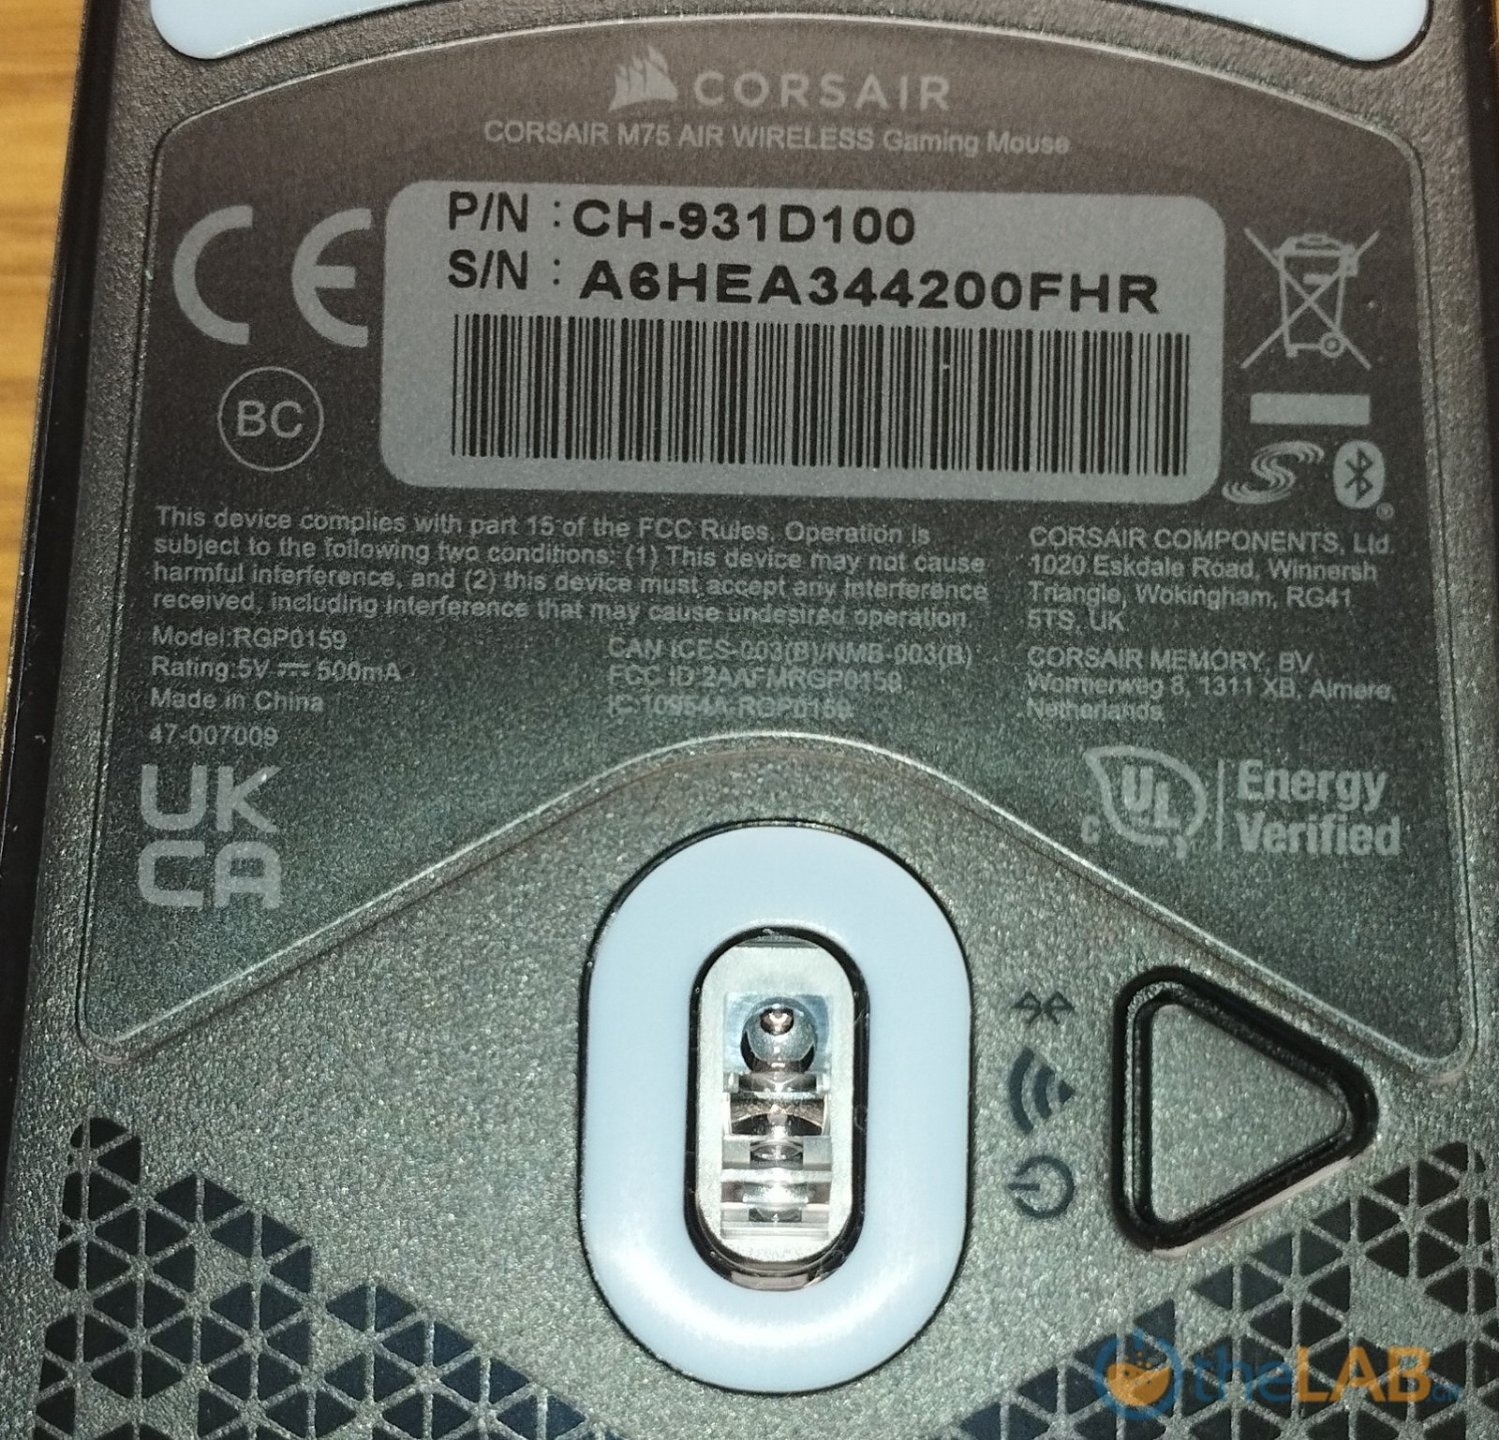 CORSAIR
CORSAIR M75 AIR WIRELESS Gaming Mouse
P/N : CH-931D100
S/N : A6HEA344200FHR
CE
BC
This device complies with part 15 of the FCC Rules. Operation is
subject to the following two conditions: (1) This device may not cause
harmful interference, and (2) this device must accept any interference
received, including interference that may cause undesired operation.
Model:RGP0159
Rating:5V ⎓ 500mA
Made in China
47-007009
CAN ICES-003(B)/NMB-003(B)
FCC ID:2AAFMRGP0159
IC:10954A-RGP0159
CORSAIR COMPONENTS, Ltd.
1020 Eskdale Road, Winnersh
Triangle, Wokingham, RG41
5TS, UK
CORSAIR MEMORY, BV
Wormerweg 8, 1311 XB, Almere,
Netherlands
UK
CA
c UL Energy
Verified
theLAB